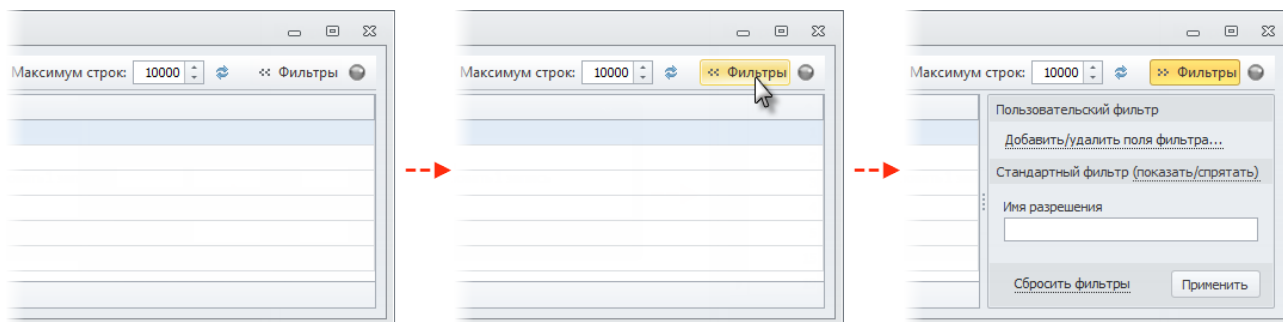 Максимум строк: 10000 << Фильтры
Максимум строк: 10000 << Фильтры
Максимум строк: 10000 >> Фильтры
Пользовательский фильтр
Добавить/удалить поля фильтра...
Стандартный фильтр (показать/спрятать)
Имя разрешения
Сбросить фильтры Применить